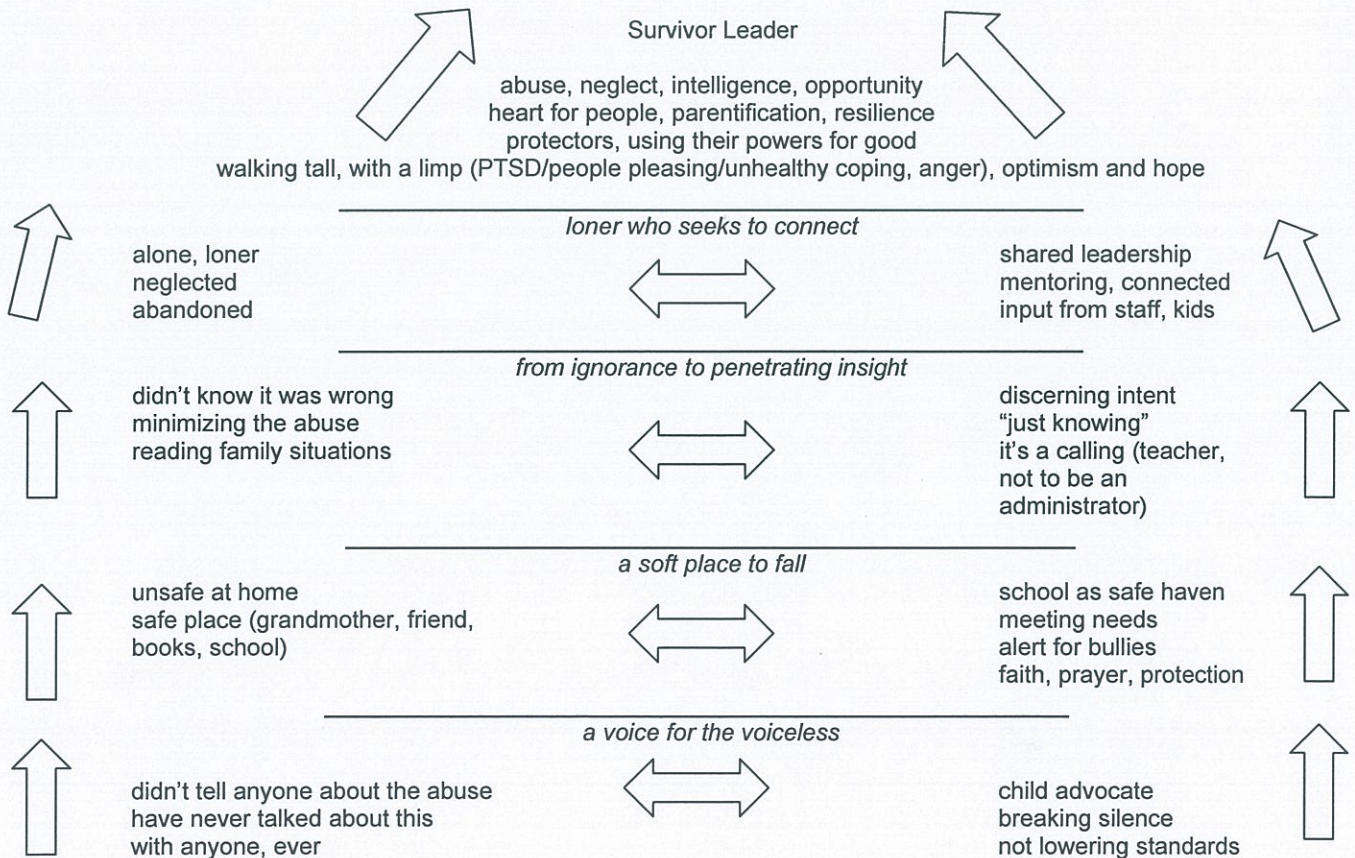 Survivor Leader
abuse, neglect, intelligence, opportunity
heart for people, parentification, resilience
protectors, using their powers for good
walking tall, with a limp (PTSD/people pleasing/unhealthy coping, anger), optimism and hope
loner who seeks to connect
alone, loner
neglected
abandoned
shared leadership
mentoring, connected
input from staff, kids
from ignorance to penetrating insight
didn't know it was wrong
minimizing the abuse
reading family situations
discerning intent
“just knowing”
it's a calling (teacher,
not to be an
administrator)
a soft place to fall
unsafe at home
safe place (grandmother, friend,
books, school)
school as safe haven
meeting needs
alert for bullies
faith, prayer, protection
a voice for the voiceless
didn't tell anyone about the abuse
have never talked about this
with anyone, ever
child advocate
breaking silence
not lowering standards